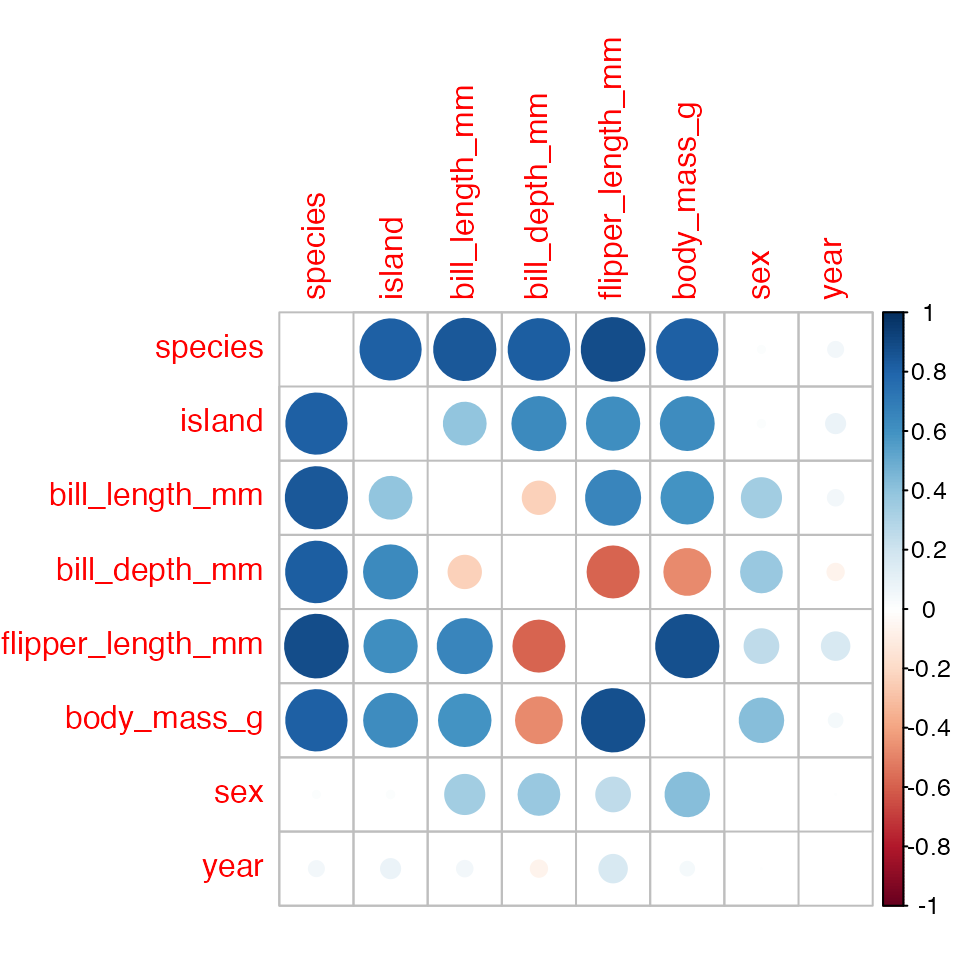 species
island
bill_length_mm
bill_depth_mm
flipper_length_mm
body_mass_g
sex
year
species
island
bill_length_mm
bill_depth_mm
flipper_length_mm
body_mass_g
sex
year
1
0.8
0.6
0.4
0.2
0
-0.2
-0.4
-0.6
-0.8
-1